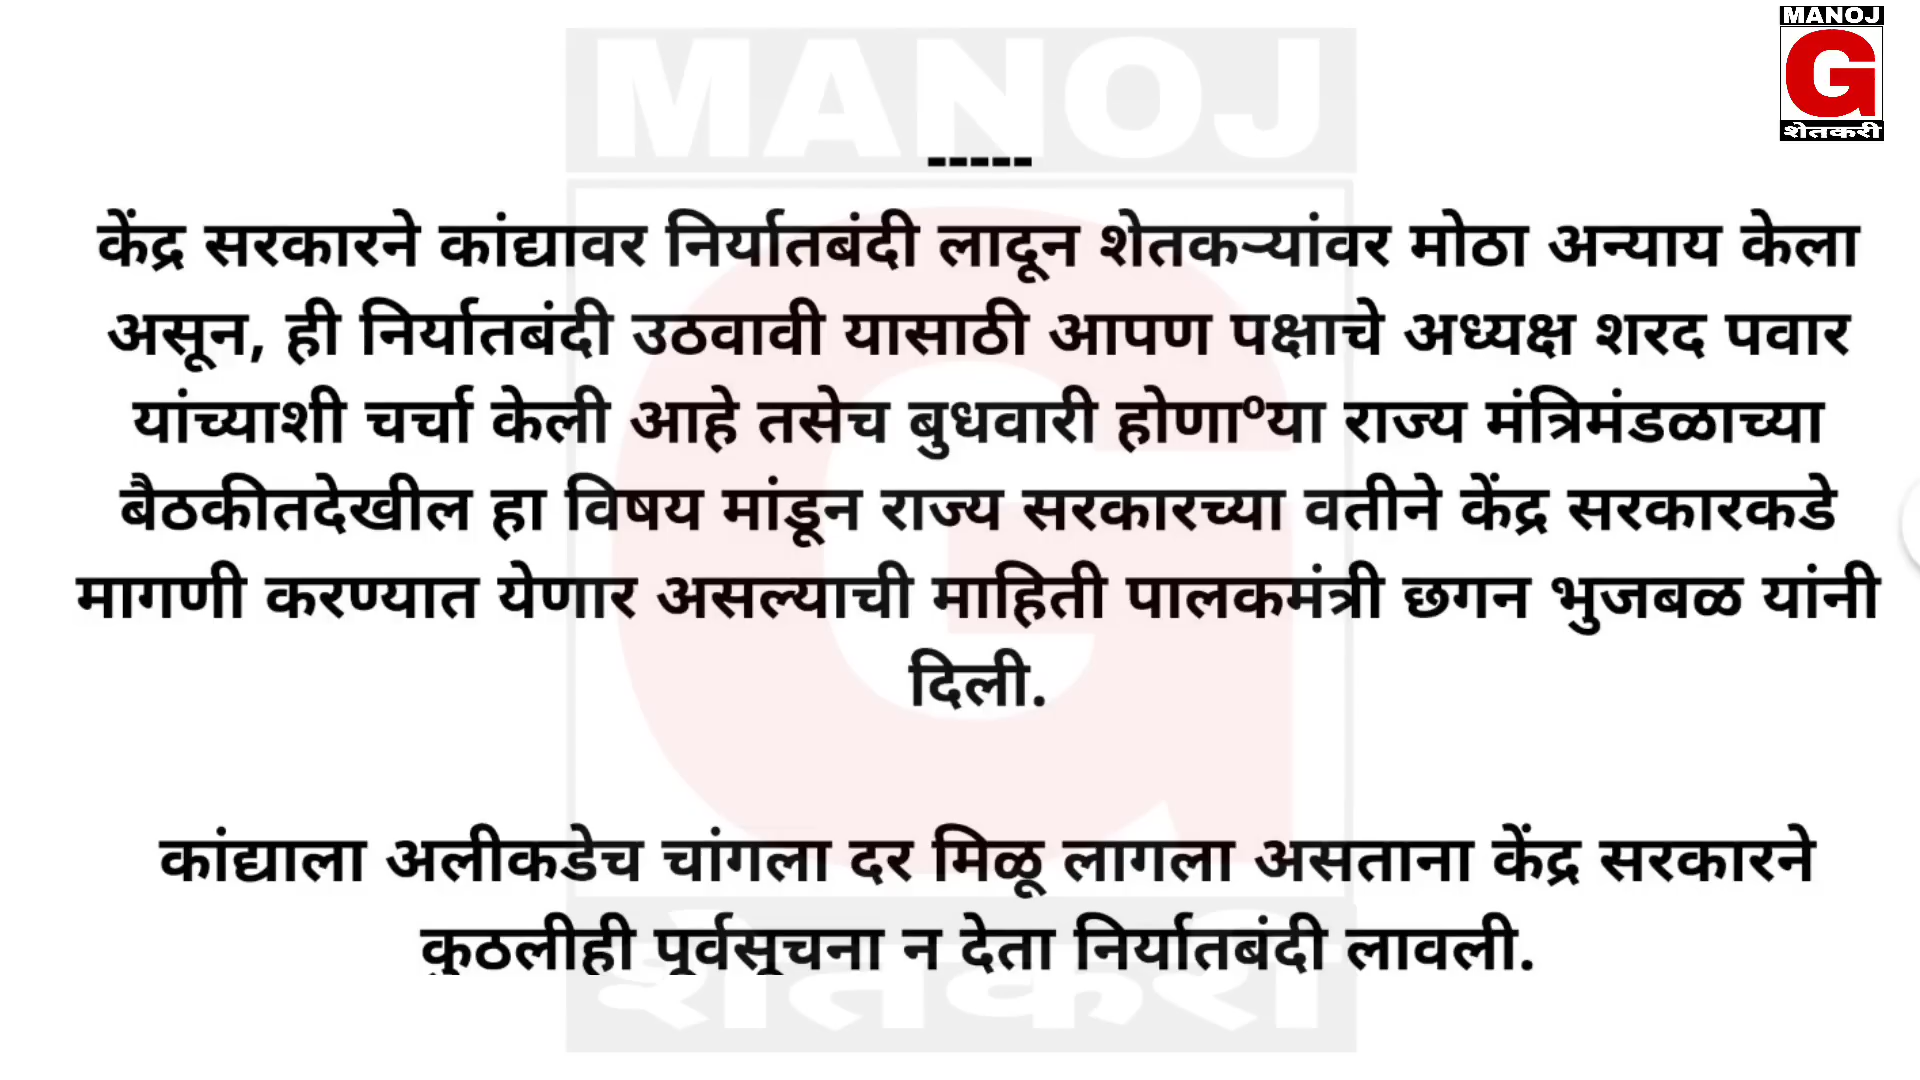 MANOJ
G
शेतकरी
MANOJ
G
शेतकरी
-----
केंद्र सरकारने कांद्यावर निर्यातबंदी लादून शेतकऱ्यांवर मोठा अन्याय केला
असून, ही निर्यातबंदी उठवावी यासाठी आपण पक्षाचे अध्यक्ष शरद पवार
यांच्याशी चर्चा केली आहे तसेच बुधवारी होणाºया राज्य मंत्रिमंडळाच्या
बैठकीतदेखील हा विषय मांडून राज्य सरकारच्या वतीने केंद्र सरकारकडे
मागणी करण्यात येणार असल्याची माहिती पालकमंत्री छगन भुजबळ यांनी
दिली.
कांद्याला अलीकडेच चांगला दर मिळू लागला असताना केंद्र सरकारने
कुठलीही पूर्वसूचना न देता निर्यातबंदी लावली.